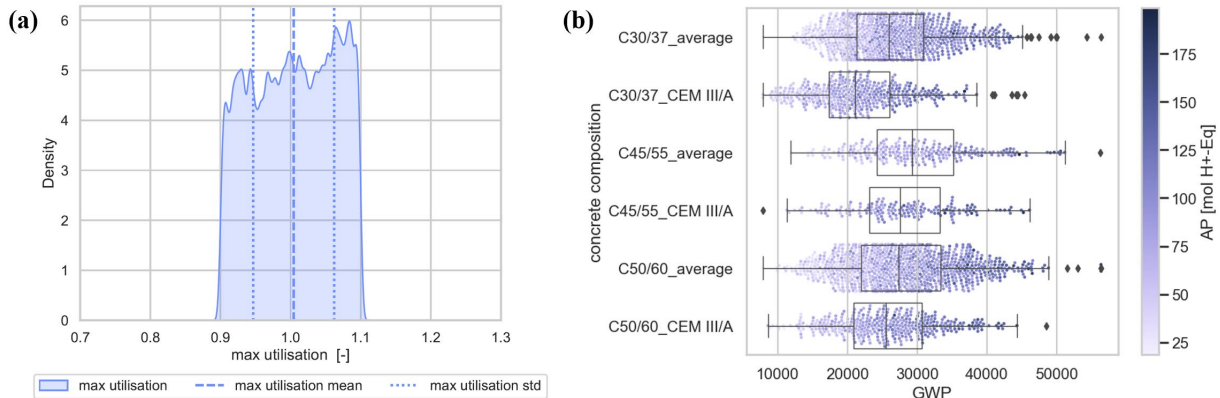 (a)
Density
6
5
4
3
2
1
0
0.7 0.8 0.9 1.0 1.1 1.2 1.3
max utilisation [-]
max utilisation max utilisation mean max utilisation std
(b)
concrete composition
C30/37_average
C30/37_CEM III/A
C45/55_average
C45/55_CEM III/A
C50/60_average
C50/60_CEM III/A
10000 20000 30000 40000 50000
GWP
175
150
125
100
75
50
25
AP [mol H+-Eq]